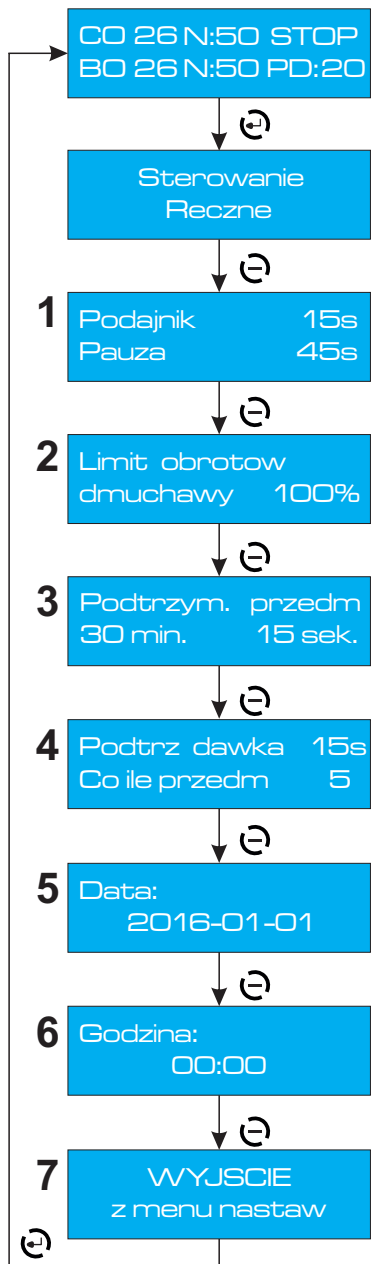 CO 26 N:50 STOP
BO 26 N:50 PD:20
Sterowanie
Reczne
1
Podajnik 15s
Pauza 45s
2
Limit obrotow
dmuchawy 100%
3
Podtrzym. przedm
30 min. 15 sek.
4
Podtrz dawka 15s
Co ile przedm 5
5
Data:
2016-01-01
6
Godzina:
00:00
7
WYJSCIE
z menu nastaw